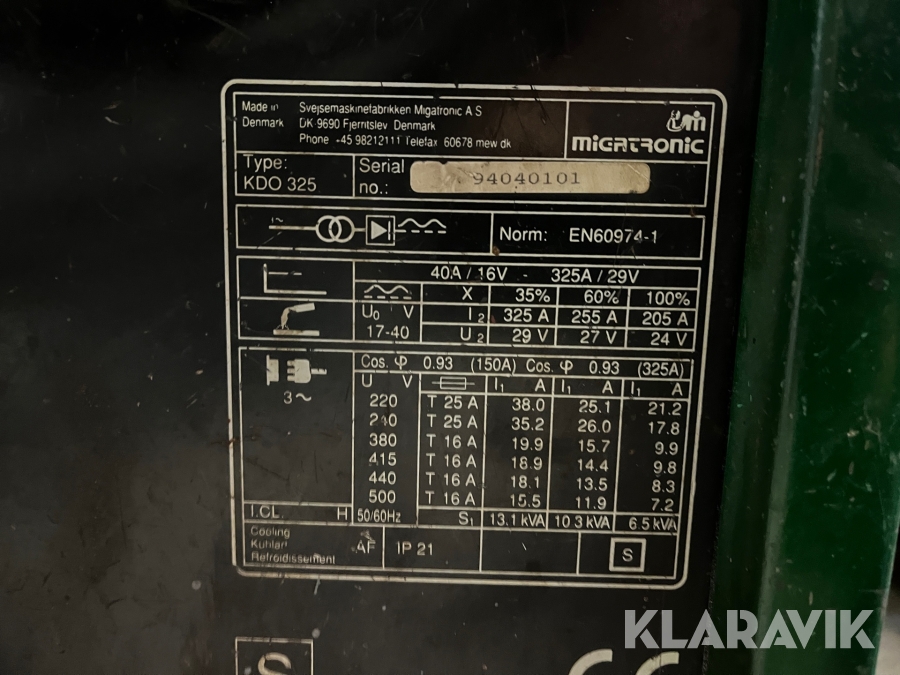 Made in Denmark
Svejsemaskinefabrikken Migatronic A S
DK 9690 Fjerritslev Denmark
Phone +45 98212111 Telefax 60678 mew dk
MIGATRONIC
Type:
KDO 325
Serial no.:
94040101
1~
Norm: EN60974-1
40A / 16V - 325A / 29V
X 35% 60% 100%
U0 V
17-40
I2 325 A 255 A 205 A
U2 29 V 27 V 24 V
Cos. φ 0.93 (150A) Cos. φ 0.93 (325A)
3~
U V I1 A I1 A I1 A
220 T 25 A 38.0 25.1 21.2
240 T 25 A 35.2 26.0 17.8
380 T 16 A 19.9 15.7 9.9
415 T 16 A 18.9 14.4 9.8
440 T 16 A 18.1 13.5 8.3
500 T 16 A 15.5 11.9 7.2
I.CL. H 50/60Hz S1 13.1 kVA 10 3 kVA 6.5 kVA
Cooling
Kuhlart
Refroidissement
AF IP 21 S
S CE
KLARAVIK